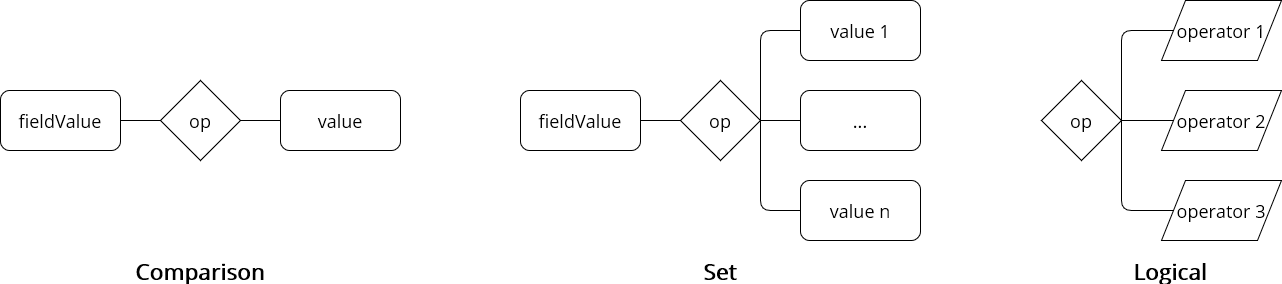 fieldValue
op
value
Comparison
fieldValue
op
value 1
...
value n
Set
op
operator 1
operator 2
operator 3
Logical